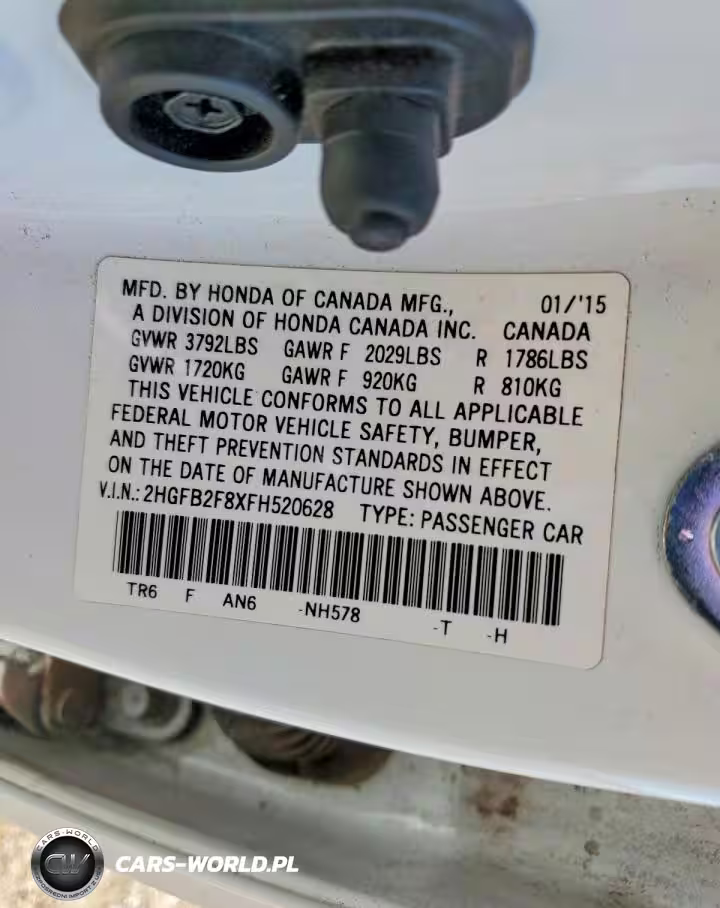 MFD. BY HONDA OF CANADA MFG., 01/'15
A DIVISION OF HONDA CANADA INC. CANADA
GVWR 3792LBS GAWR F 2029LBS R 1786LBS
GVWR 1720KG GAWR F 920KG R 810KG
THIS VEHICLE CONFORMS TO ALL APPLICABLE
FEDERAL MOTOR VEHICLE SAFETY, BUMPER,
AND THEFT PREVENTION STANDARDS IN EFFECT
ON THE DATE OF MANUFACTURE SHOWN ABOVE.
V.I.N.: 2HGFB2F8XFH520628 TYPE: PASSENGER CAR
TR6 F AN6 -NH578 -T -H
CARS-WORLD
CW
CARS-WORLD.PL